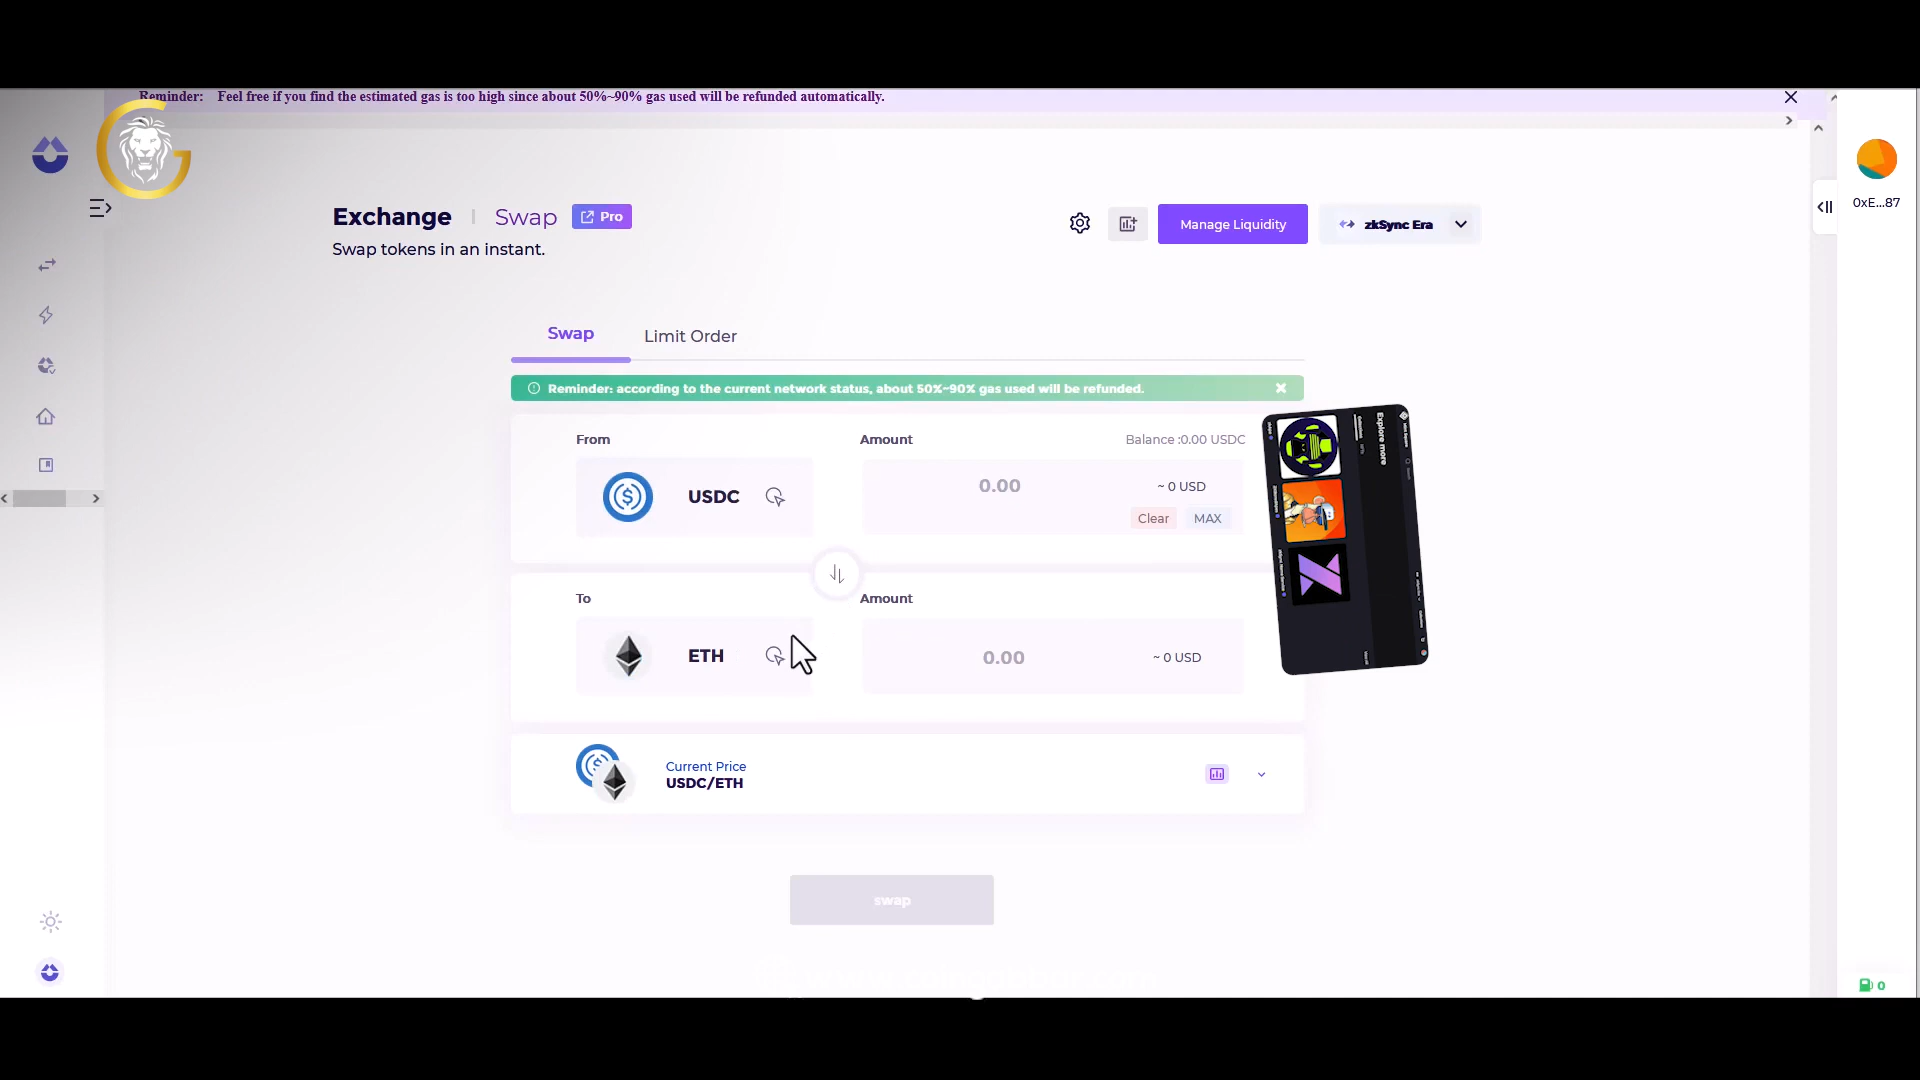 Reminder: Feel free if you find the estimated gas is too high since about 50%~90% gas used will be refunded automatically.
0xE...87
Exchange | Swap Pro
Swap tokens in an instant.
Manage Liquidity
zkSync Era
Swap
Limit Order
Reminder: according to the current network status, about 50%~90% gas used will be refunded.
From
Amount
Balance :0.00 USDC
USDC
0.00
~ 0 USD
Clear
MAX
To
Amount
ETH
0.00
~ 0 USD
Current Price
USDC/ETH
swap
0
Explore more